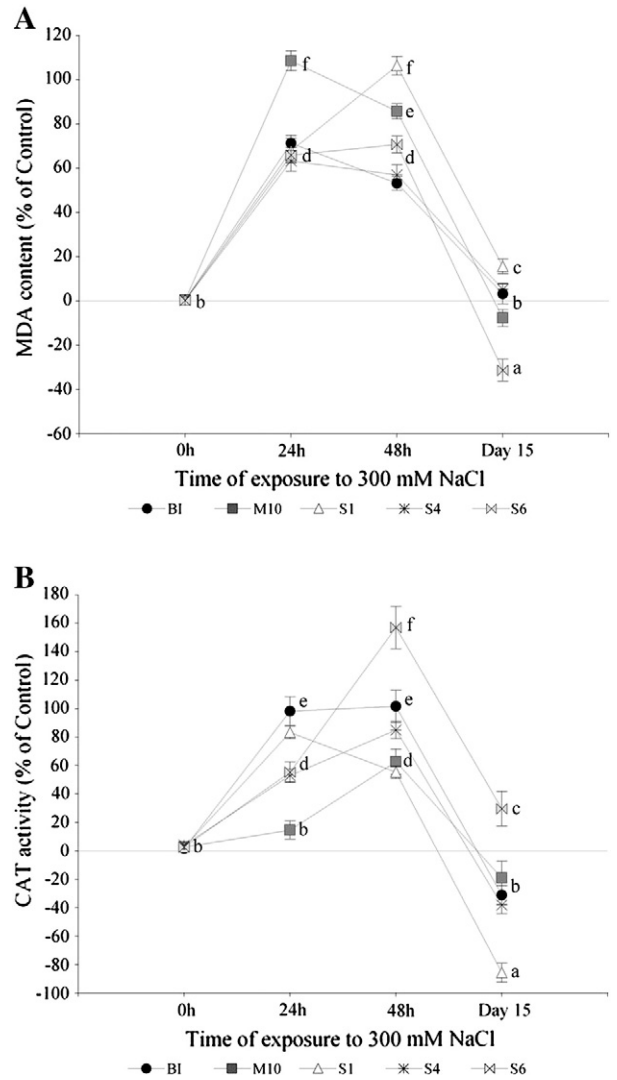 A
MDA content (% of Control)
120
100
80
60
40
20
0
-20
-40
-60
f
f
e
d
d
b
c
b
a
0h 24h 48h Day 15
Time of exposure to 300 mM NaCl
BI M10 S1 S4 S6
B
CAT activity (% of Control)
180
160
140
120
100
80
60
40
20
0
-20
-40
-60
-80
-100
f
e
e
d
d
b
b
c
b
a
0h 24h 48h Day 15
Time of exposure to 300 mM NaCl
BI M10 S1 S4 S6